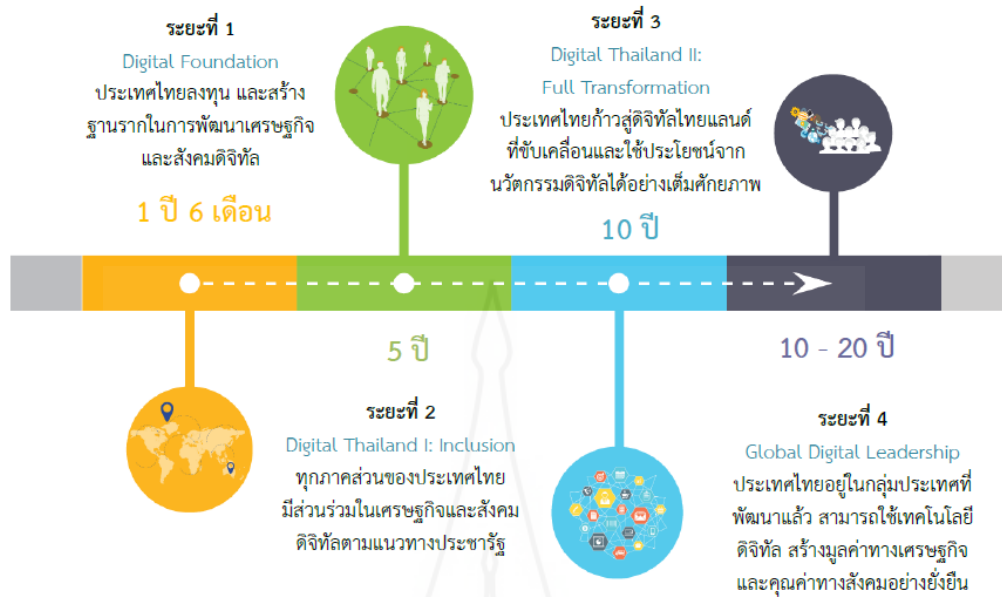 ระยะที่ 1
Digital Foundation
ประเทศไทยลงทุน และสร้าง
ฐานรากในการพัฒนาเศรษฐกิจ
และสังคมดิจิทัล
1 ปี 6 เดือน
5 ปี
ระยะที่ 2
Digital Thailand I: Inclusion
ทุกภาคส่วนของประเทศไทย
มีส่วนร่วมในเศรษฐกิจและสังคม
ดิจิทัลตามแนวทางประชารัฐ
ระยะที่ 3
Digital Thailand II:
Full Transformation
ประเทศไทยก้าวสู่ดิจิทัลไทยแลนด์
ที่ขับเคลื่อนและใช้ประโยชน์จาก
นวัตกรรมดิจิทัลได้อย่างเต็มศักยภาพ
10 ปี
10 - 20 ปี
ระยะที่ 4
Global Digital Leadership
ประเทศไทยอยู่ในกลุ่มประเทศที่
พัฒนาแล้ว สามารถใช้เทคโนโลยี
ดิจิทัล สร้างมูลค่าทางเศรษฐกิจ
และคุณค่าทางสังคมอย่างยั่งยืน